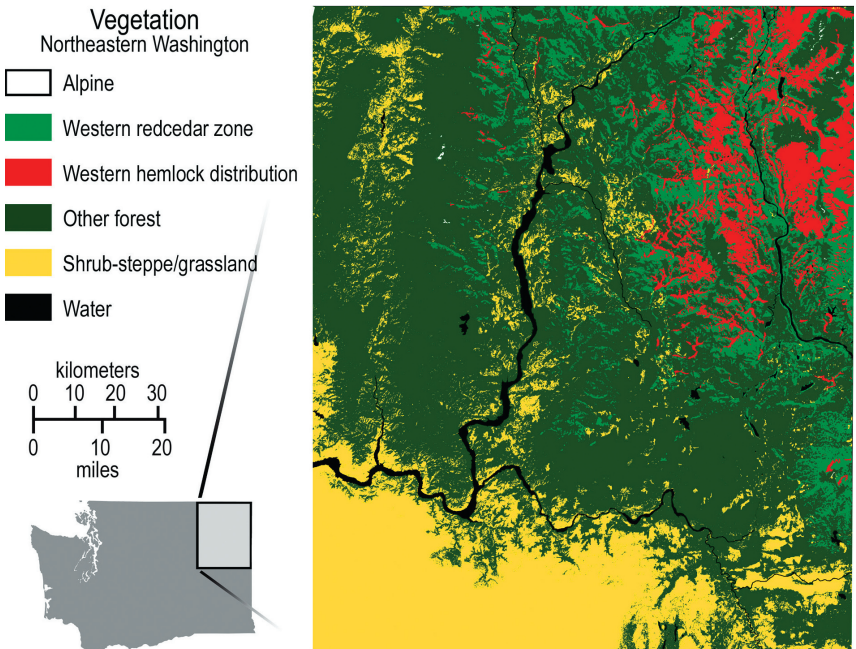 Vegetation
Northeastern Washington
Alpine
Western redcedar zone
Western hemlock distribution
Other forest
Shrub-steppe/grassland
Water
kilometers
0 10 20 30
0 10 20
miles